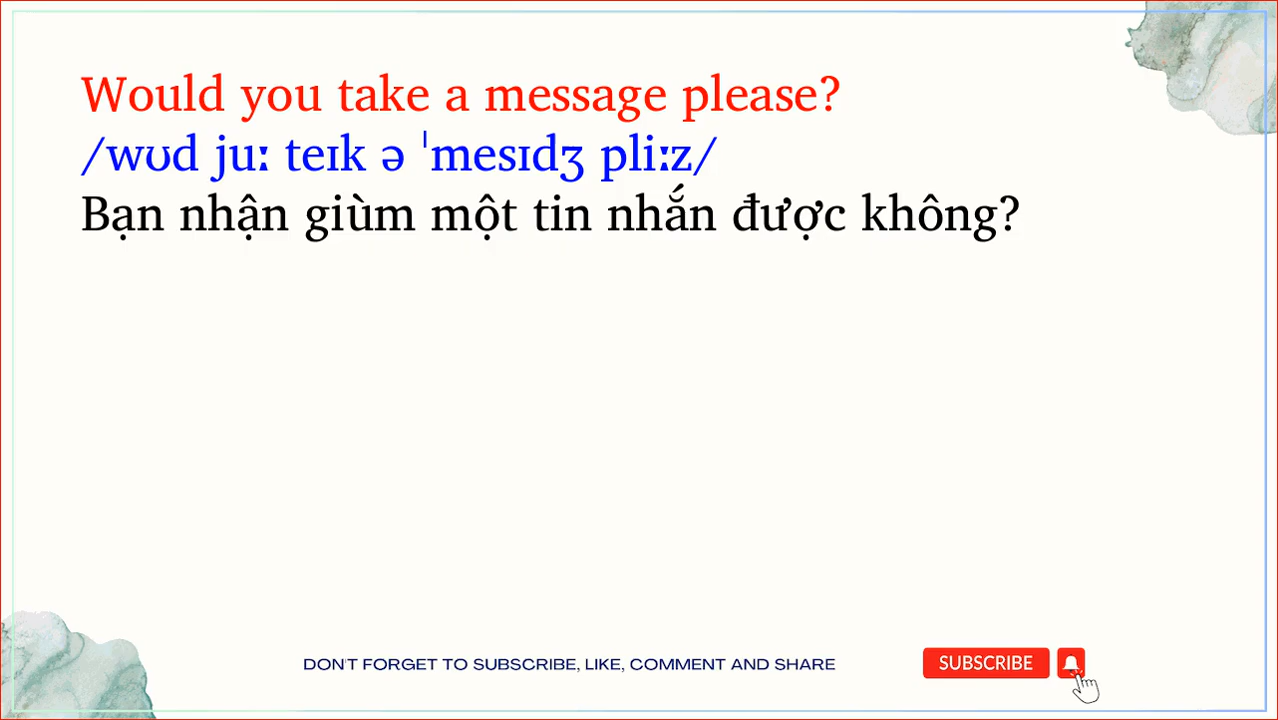 Would you take a message please?
/wʊd juː teɪk ə ˈmesɪdʒ pliːz/
Bạn nhận giùm một tin nhắn được không?
DON'T FORGET TO SUBSCRIBE, LIKE, COMMENT AND SHARE
SUBSCRIBE